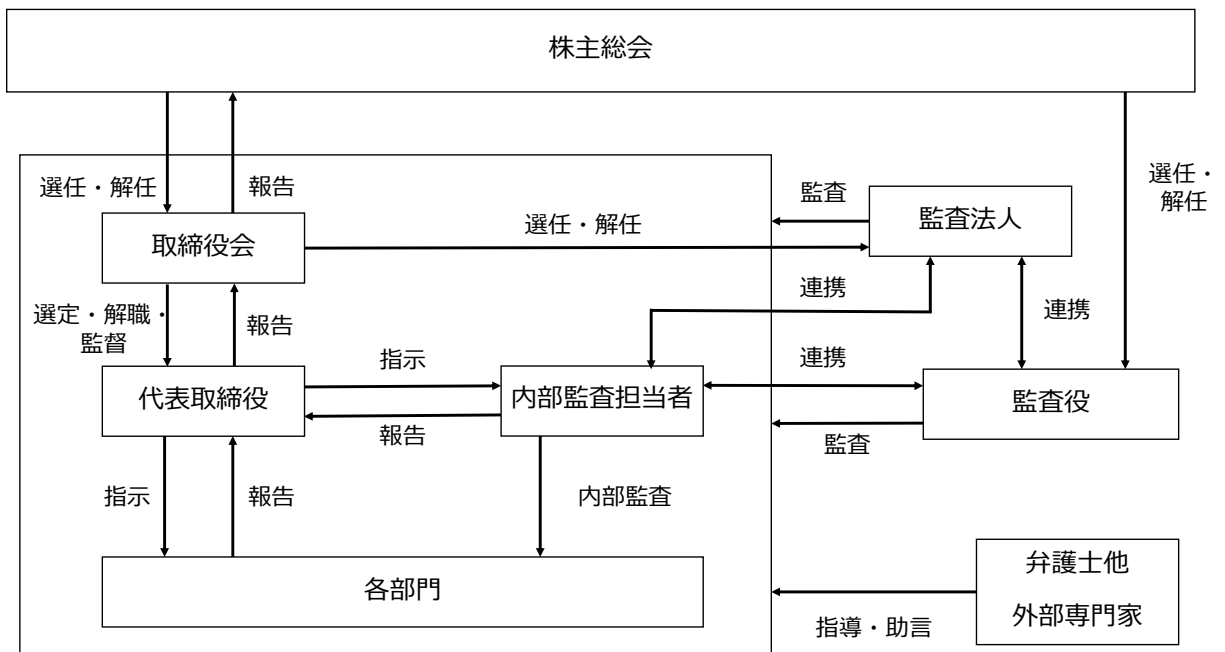 株主総会
選任・解任
報告
選任・
解任
監査
監査法人
選任・解任
取締役会
連携
選定・解職・
監督
報告
連携
指示
連携
代表取締役
内部監査担当者
監査役
報告
監査
指示
報告
内部監査
各部門
弁護士他
外部専門家
指導・助言